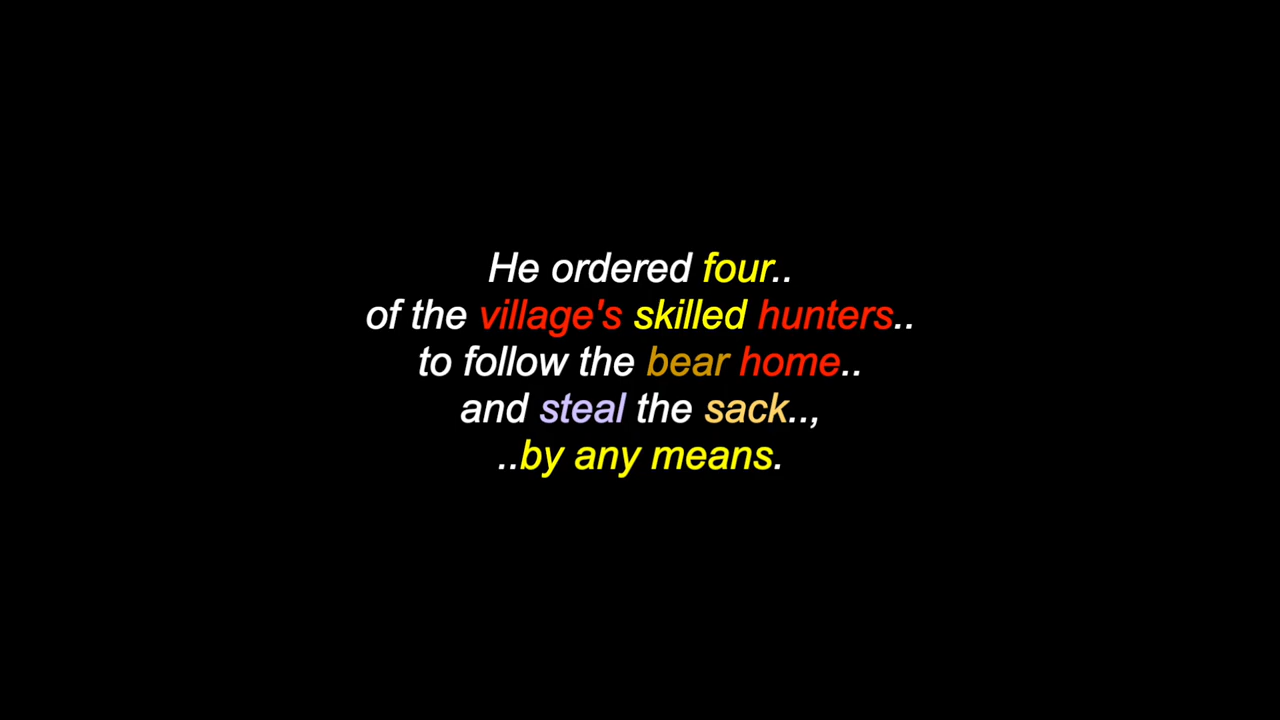 He ordered four..
of the village's skilled hunters..
to follow the bear home..
and steal the sack..,
..by any means.